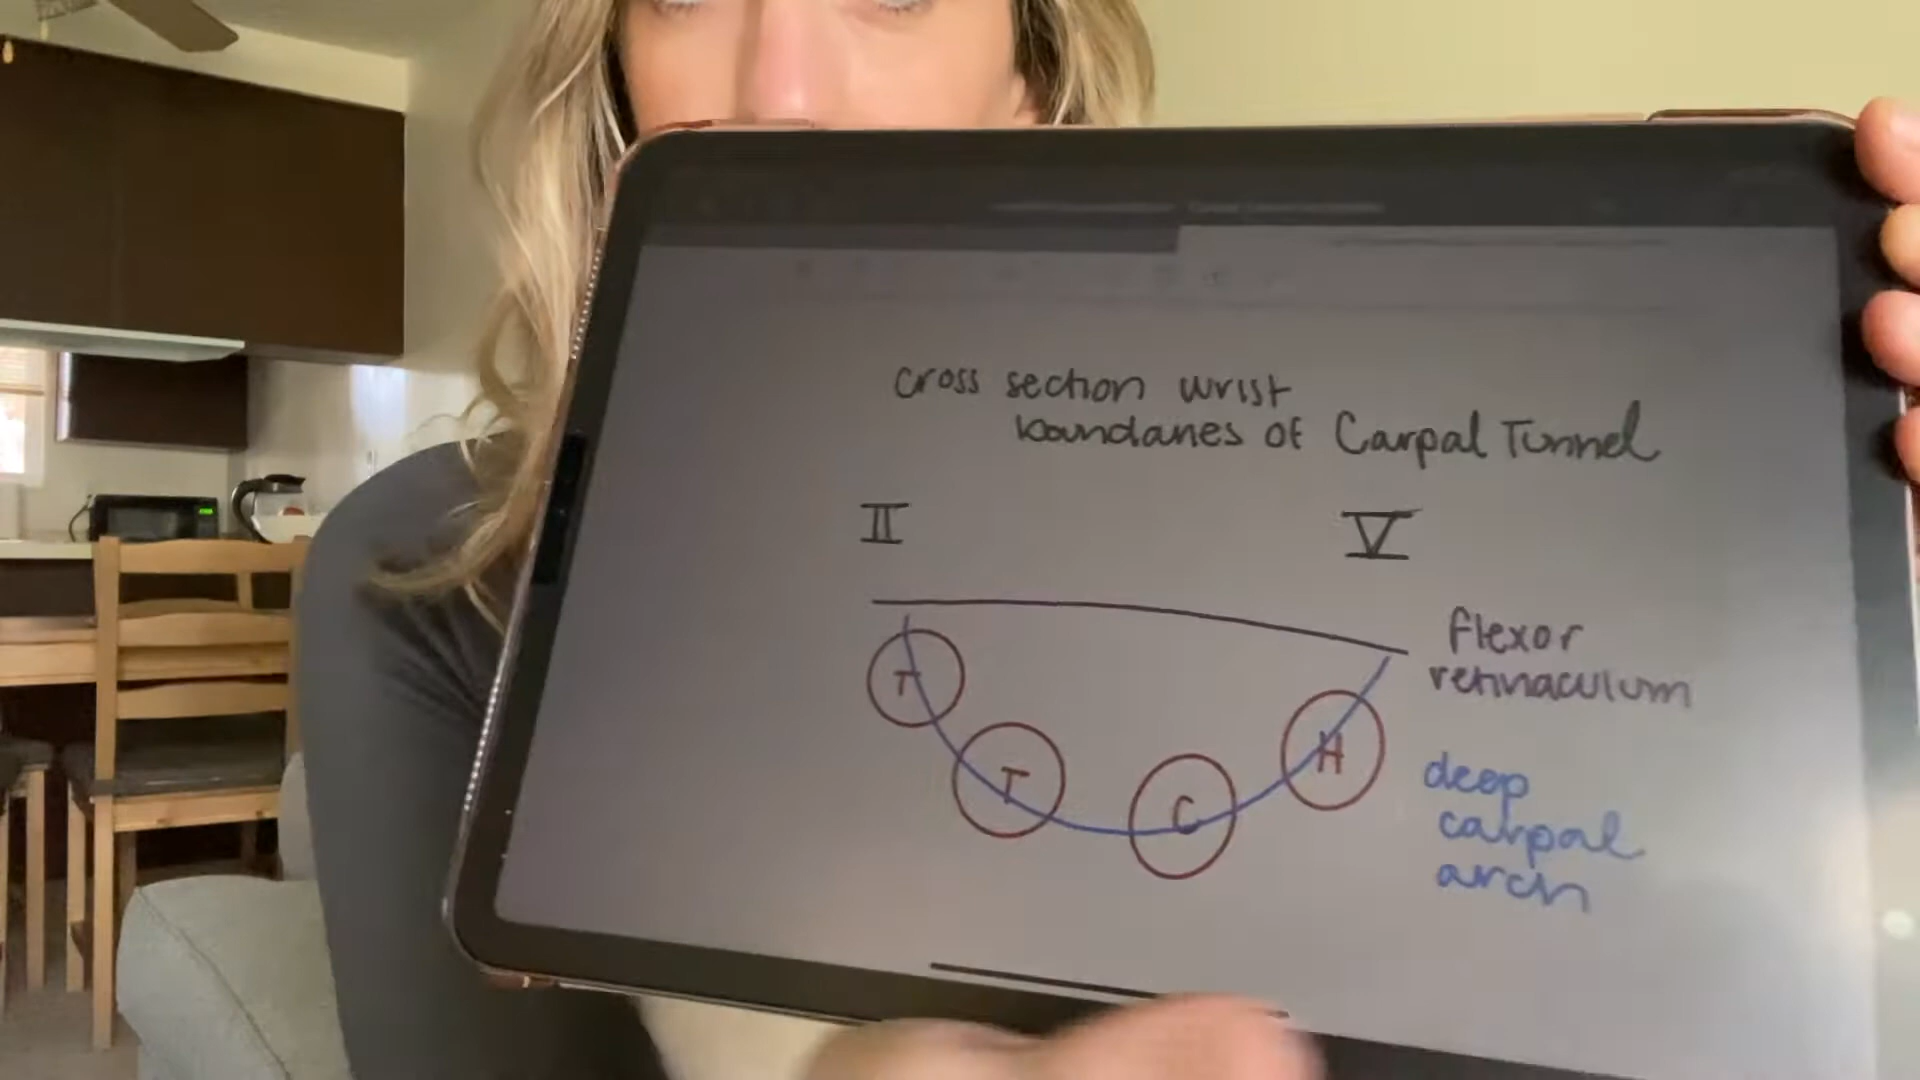 cross section wrist
boundaries of Carpal Tunnel
II
V
flexor
retinaculum
T
T
C
H
deep
carpal
arch